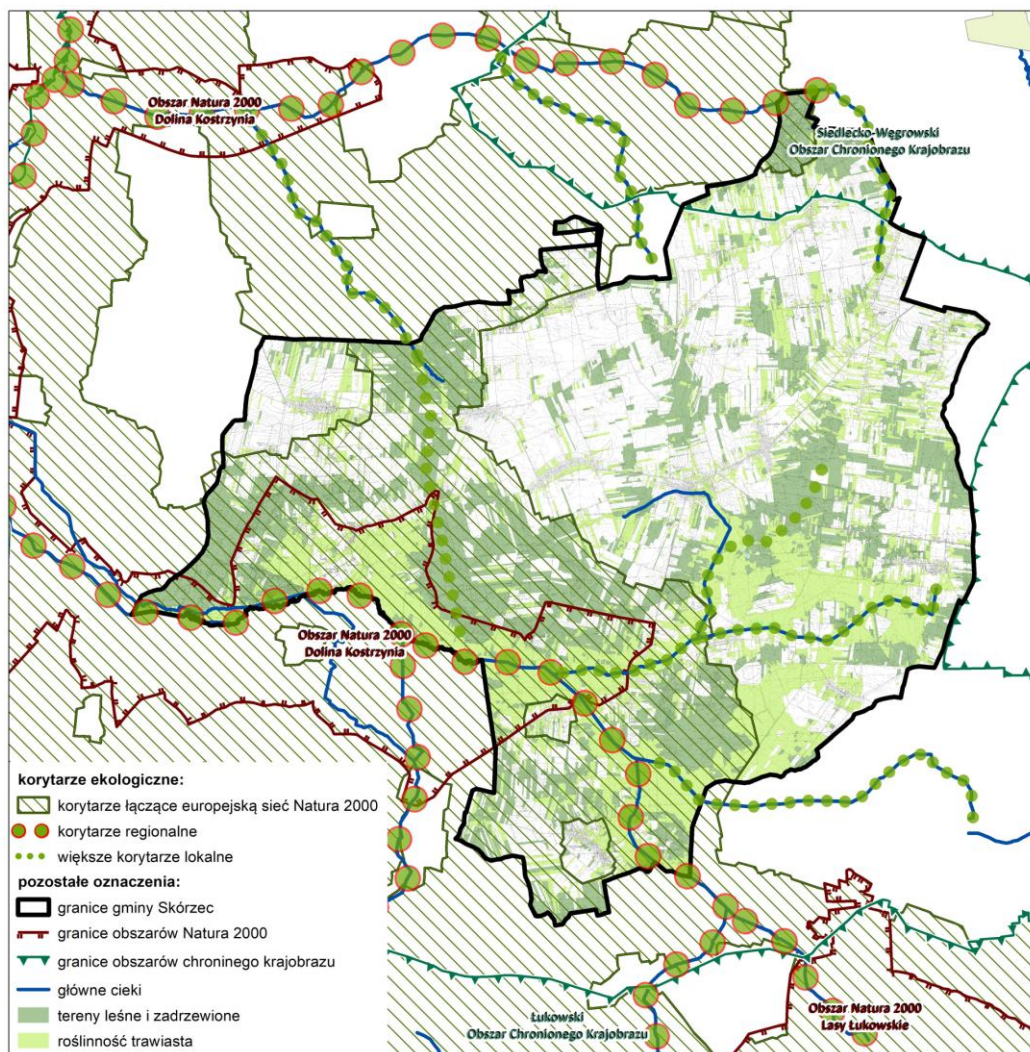 Obszar Natura 2000
Dolina Kostrzynia
Siedlecko-Węgrowski
Obszar Chronionego Krajobrazu
Obszar Natura 2000
Dolina Kostrzynia
korytarze ekologiczne:
korytarze łączące europejską sieć Natura 2000
korytarze regionalne
większe korytarze lokalne
pozostałe oznaczenia:
granice gminy Skórzec
granice obszarów Natura 2000
granice obszarów chroninego krajobrazu
główne cieki
tereny leśne i zadrzewione
roślinność trawiasta
Łukowski
Obszar Chronionego Krajobrazu
Obszar Natura 2000
Lasy Łukowskie